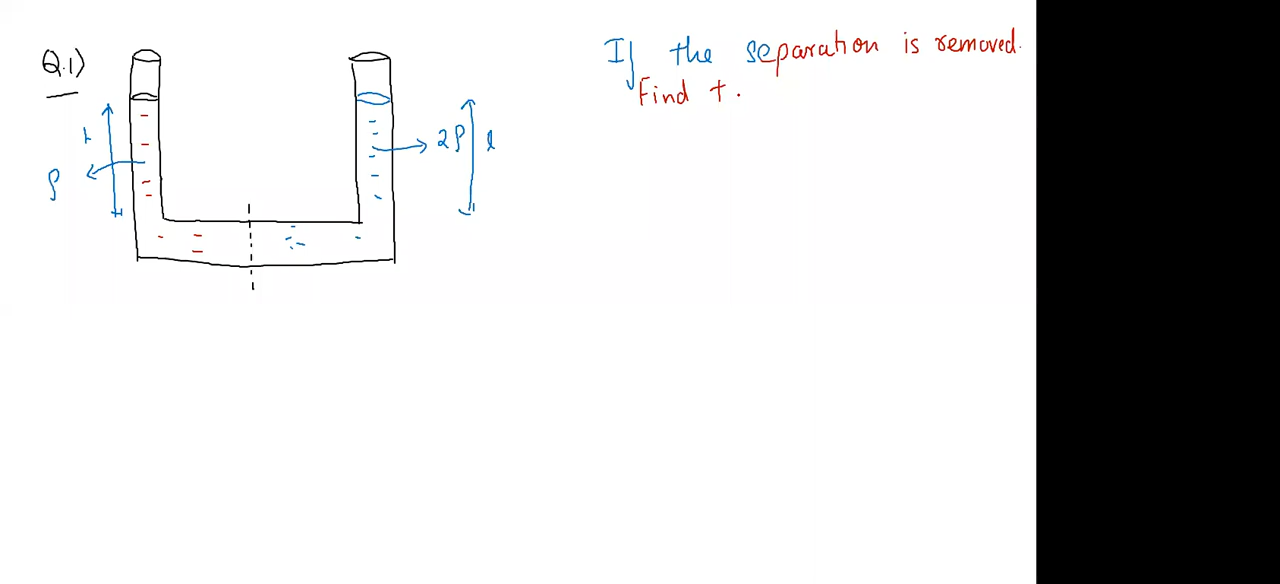 Q.1)
If the separation is removed.
Find t.
ρ
2ρ
l